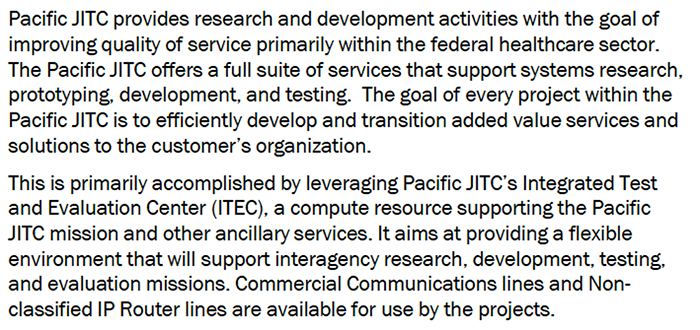 Pacific JITC provides research and development activities with the goal of
improving quality of service primarily within the federal healthcare sector.
The Pacific JITC offers a full suite of services that support systems research,
prototyping, development, and testing.  The goal of every project within the
Pacific JITC is to efficiently develop and transition added value services and
solutions to the customer’s organization.
This is primarily accomplished by leveraging Pacific JITC’s Integrated Test
and Evaluation Center (ITEC), a compute resource supporting the Pacific
JITC mission and other ancillary services. It aims at providing a flexible
environment that will support interagency research, development, testing,
and evaluation missions. Commercial Communications lines and Non-
classified IP Router lines are available for use by the projects.